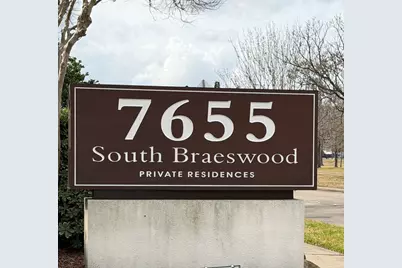 7655
South Braeswood
PRIVATE RESIDENCES